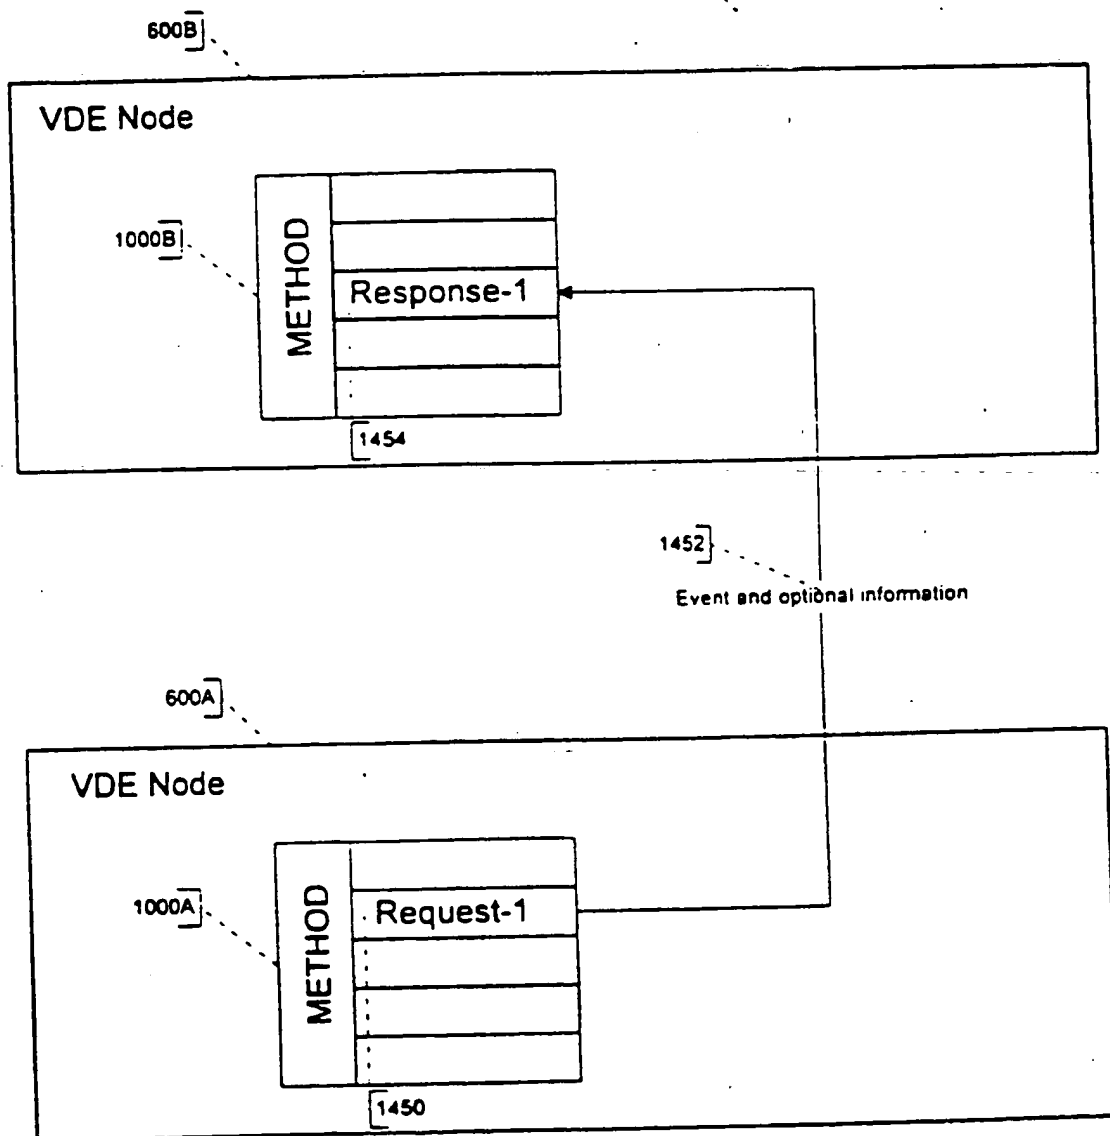 600B
VDE Node
1000B
METHOD
Response-1
1454
1452
Event and optional information
600A
VDE Node
1000A
METHOD
Request-1
1450